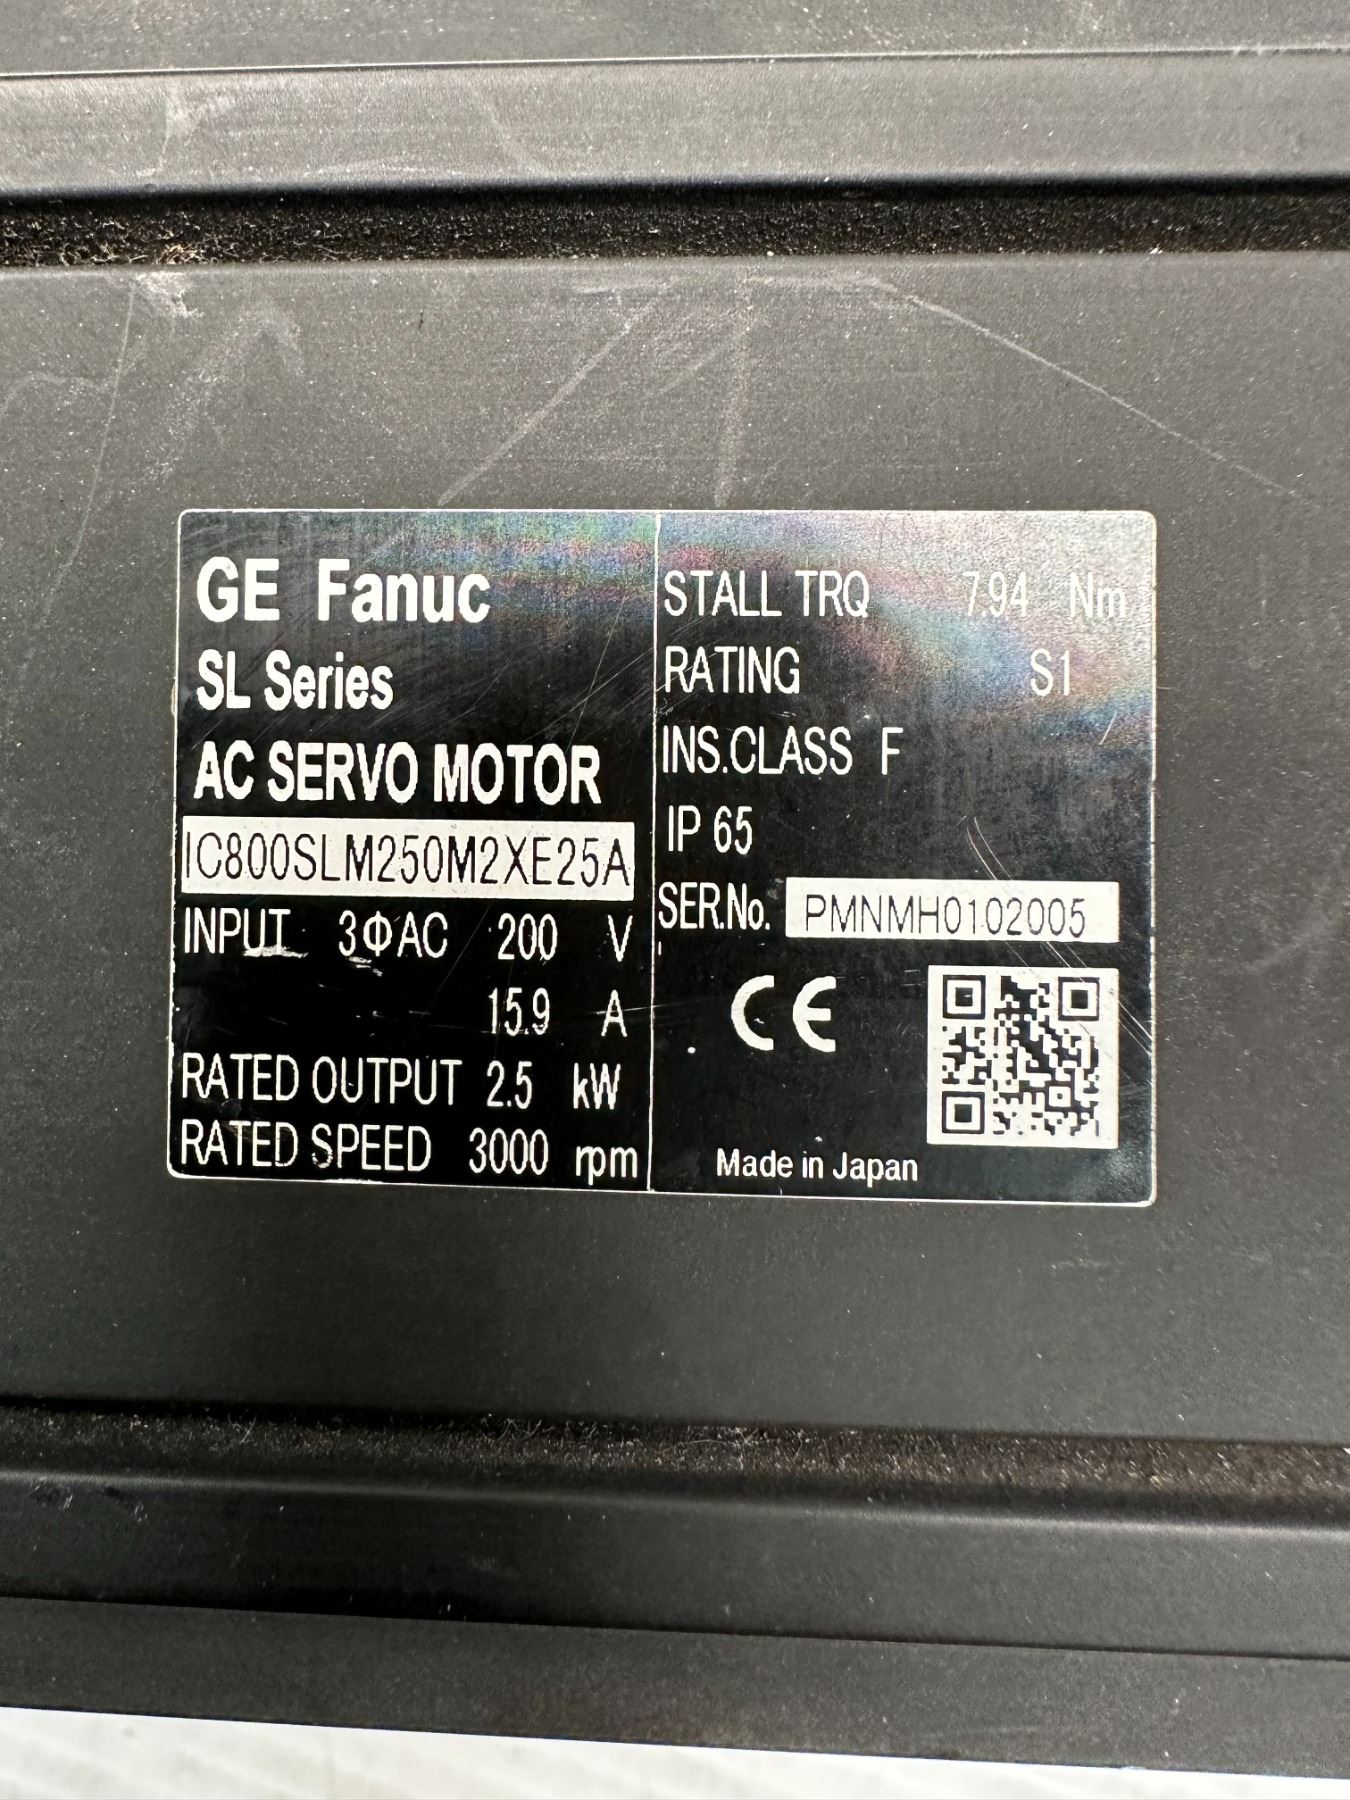 GE Fanuc
SL Series
AC SERVO MOTOR
IC800SLM250M2XE25A
INPUT 3ΦAC 200 V
15.9 A
RATED OUTPUT 2.5 kW
RATED SPEED 3000 rpm
STALL TRQ 7.94 Nm
RATING S1
INS.CLASS F
IP 65
SER.No. PMNMH0102005
CE
Made in Japan